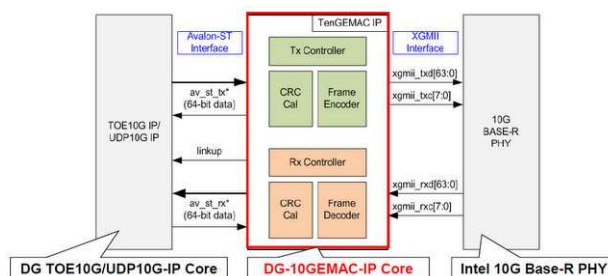 TenGEMAC IP
Avalon-ST
Interface
XGMII
Interface
Tx Controller
av_st_tx*
(64-bit data)
CRC
Cal
Frame
Encoder
xgmii_txd[63:0]
xgmii_txc[7:0]
TOE10G IP/
UDP10G IP
10G
BASE-R
PHY
linkup
Rx Controller
av_st_rx*
(64-bit data)
CRC
Cal
Frame
Decoder
xgmii_rxd[63:0]
xgmii_rxc[7:0]
DG TOE10G/UDP10G-IP Core
DG-10GEMAC-IP Core
Intel 10G Base-R PHY